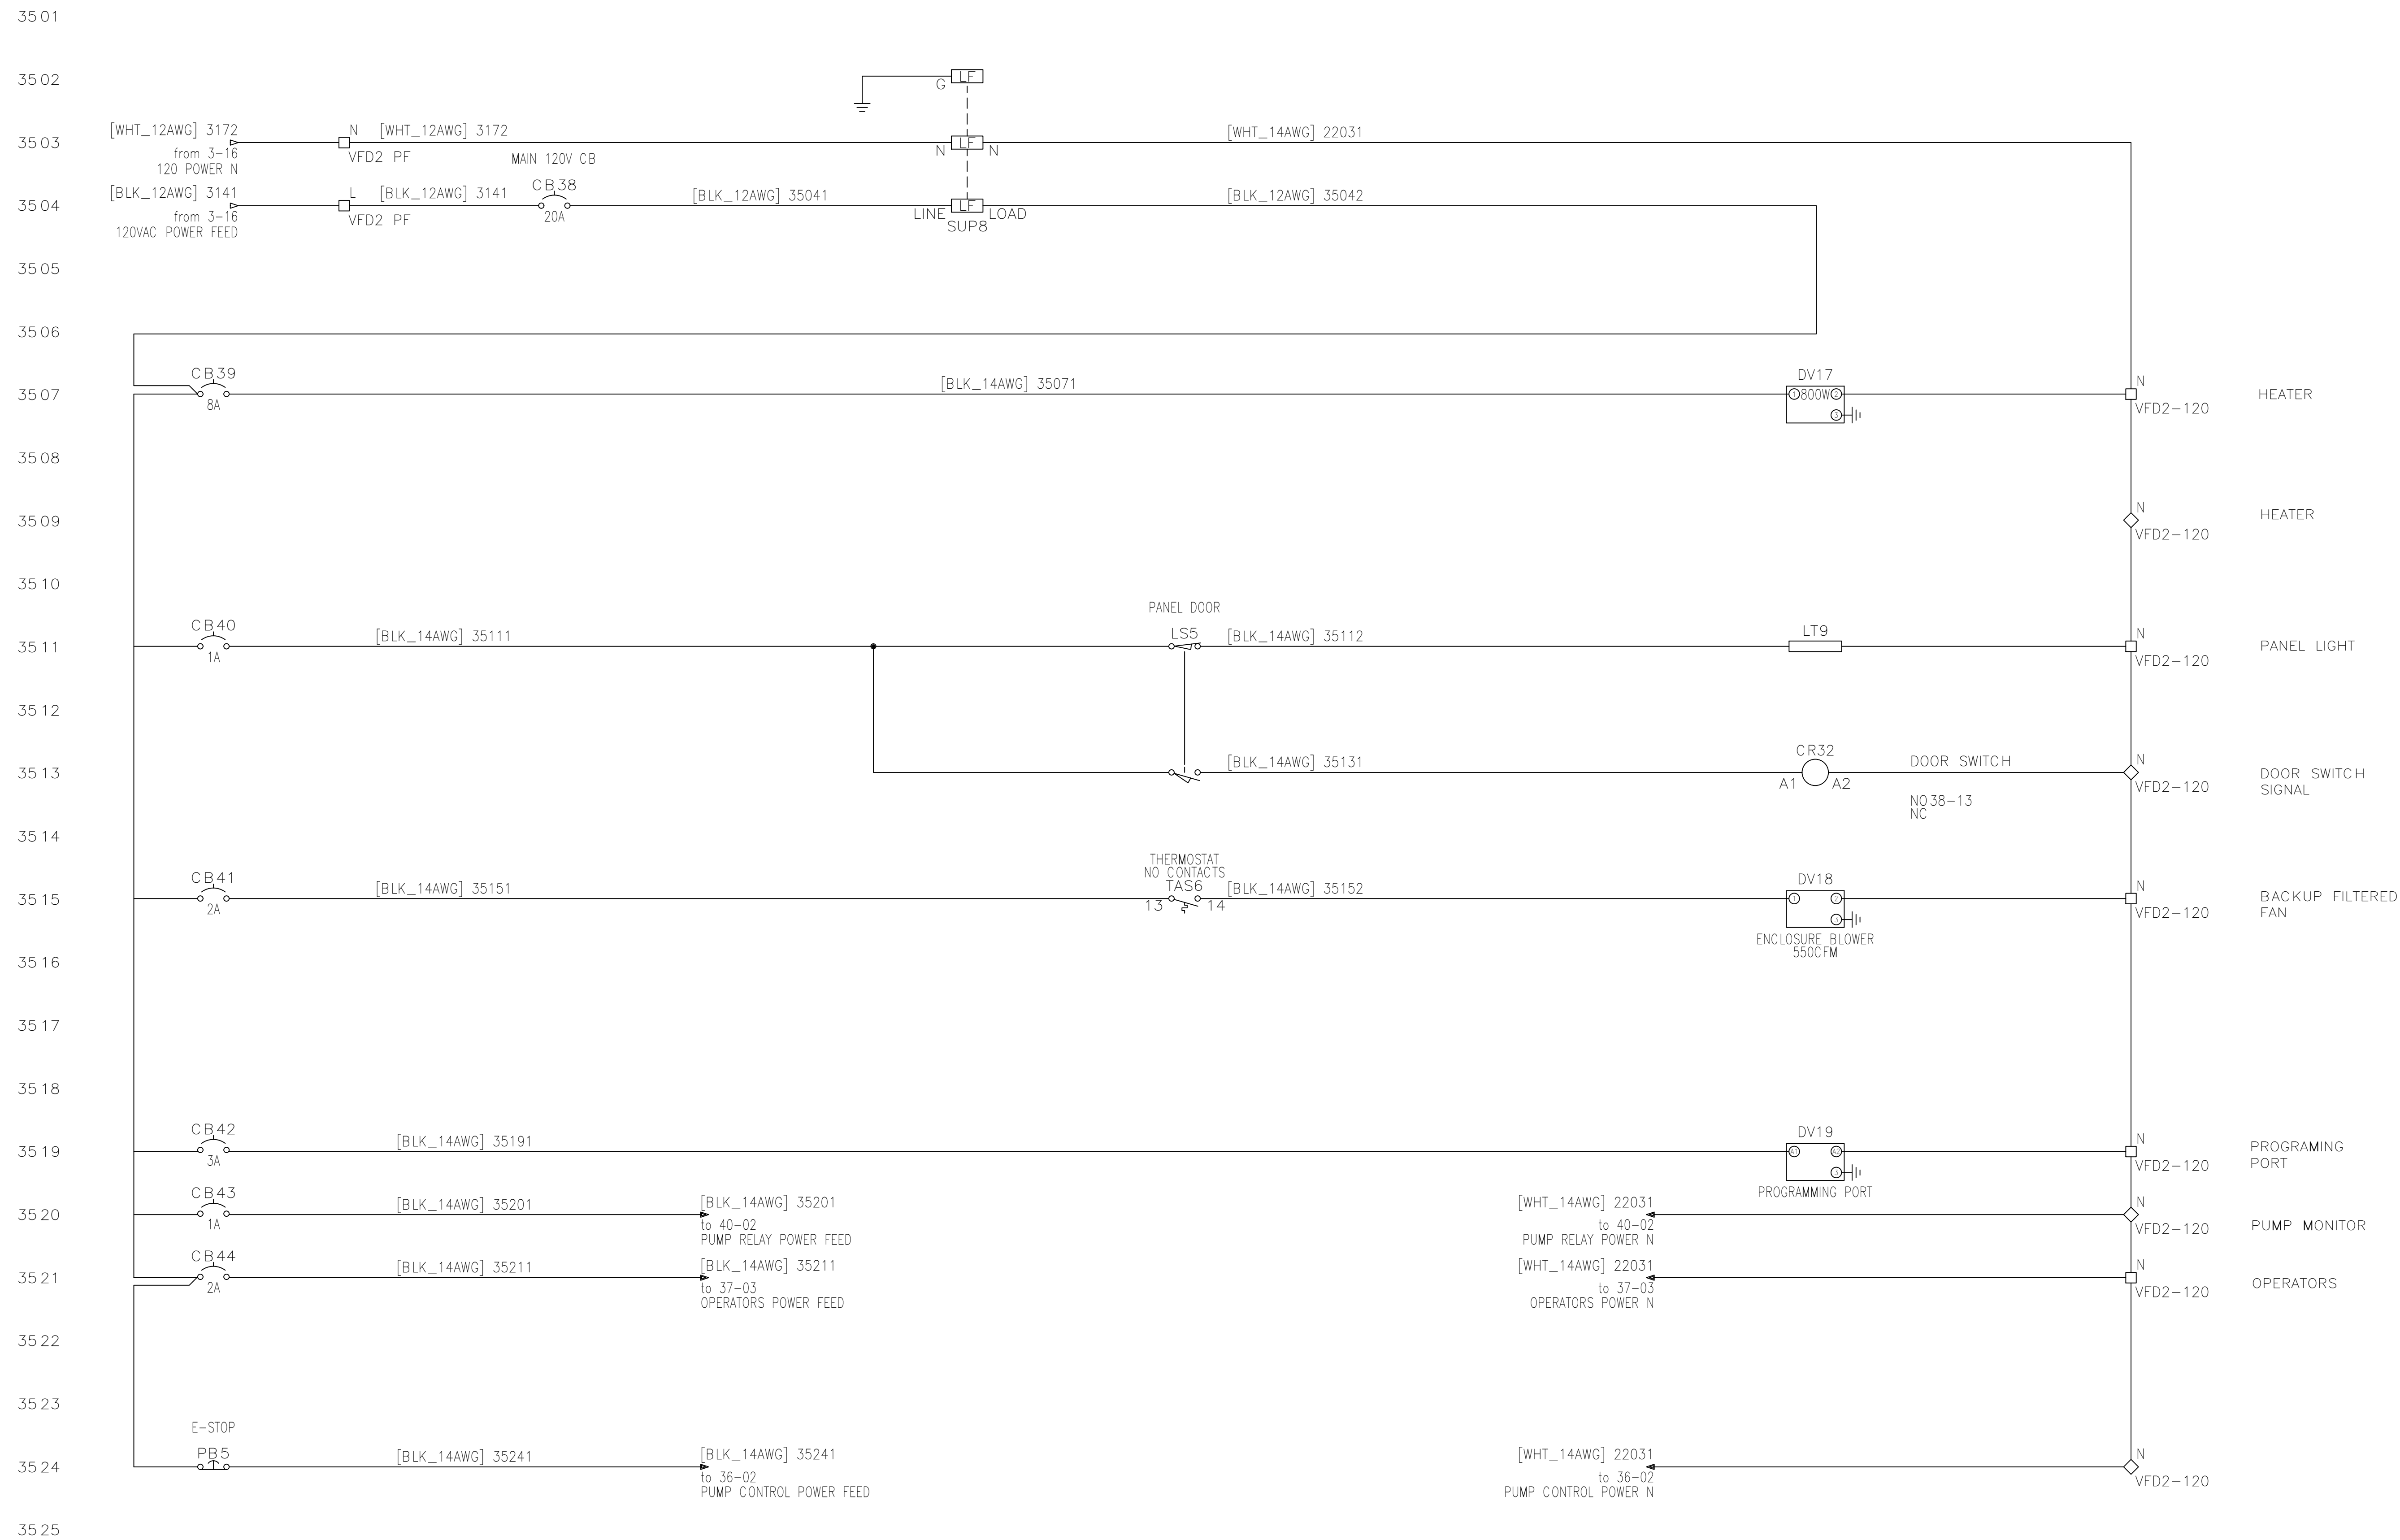 3501
3502
LF
G
[WHT_12AWG] 3172
N [WHT_12AWG] 3172
[WHT_14AWG] 22031
3503
LF
N N
from 3-16
120 POWER N
VFD2 PF
MAIN 120V CB
[BLK_12AWG] 3141
L [BLK_12AWG] 3141
CB38
[BLK_12AWG] 35041
[BLK_12AWG] 35042
3504
LF
from 3-16
120VAC POWER FEED
VFD2 PF
20A
LINE LOAD
SUP8
3505
3506
CB39
[BLK_14AWG] 35071
DV17
N
3507
8A
1 800W 2
3
VFD2-120
HEATER
3508
3509
N
VFD2-120
HEATER
3510
PANEL DOOR
CB40
[BLK_14AWG] 35111
LS5
[BLK_14AWG] 35112
LT9
N
3511
1A
VFD2-120
PANEL LIGHT
3512
[BLK_14AWG] 35131
CR32
DOOR SWITCH
N
3513
A1 A2
NO38-13
NC
VFD2-120
DOOR SWITCH
SIGNAL
3514
THERMOSTAT
NO CONTACTS
CB41
[BLK_14AWG] 35151
TAS6
[BLK_14AWG] 35152
DV18
N
3515
2A
13 14
1 2
3
VFD2-120
BACKUP FILTERED
FAN
ENCLOSURE BLOWER
550CFM
3516
3517
3518
CB42
[BLK_14AWG] 35191
DV19
N
3519
3A
A1 A2
3
VFD2-120
PROGRAMING
PORT
PROGRAMMING PORT
CB43
[BLK_14AWG] 35201
[BLK_14AWG] 35201
[WHT_14AWG] 22031
N
3520
1A
to 40-02
PUMP RELAY POWER FEED
to 40-02
PUMP RELAY POWER N
VFD2-120
PUMP MONITOR
CB44
[BLK_14AWG] 35211
[BLK_14AWG] 35211
[WHT_14AWG] 22031
N
3521
2A
to 37-03
OPERATORS POWER FEED
to 37-03
OPERATORS POWER N
VFD2-120
OPERATORS
3522
3523
E-STOP
PB5
[BLK_14AWG] 35241
[BLK_14AWG] 35241
[WHT_14AWG] 22031
N
3524
to 36-02
PUMP CONTROL POWER FEED
to 36-02
PUMP CONTROL POWER N
VFD2-120
3525